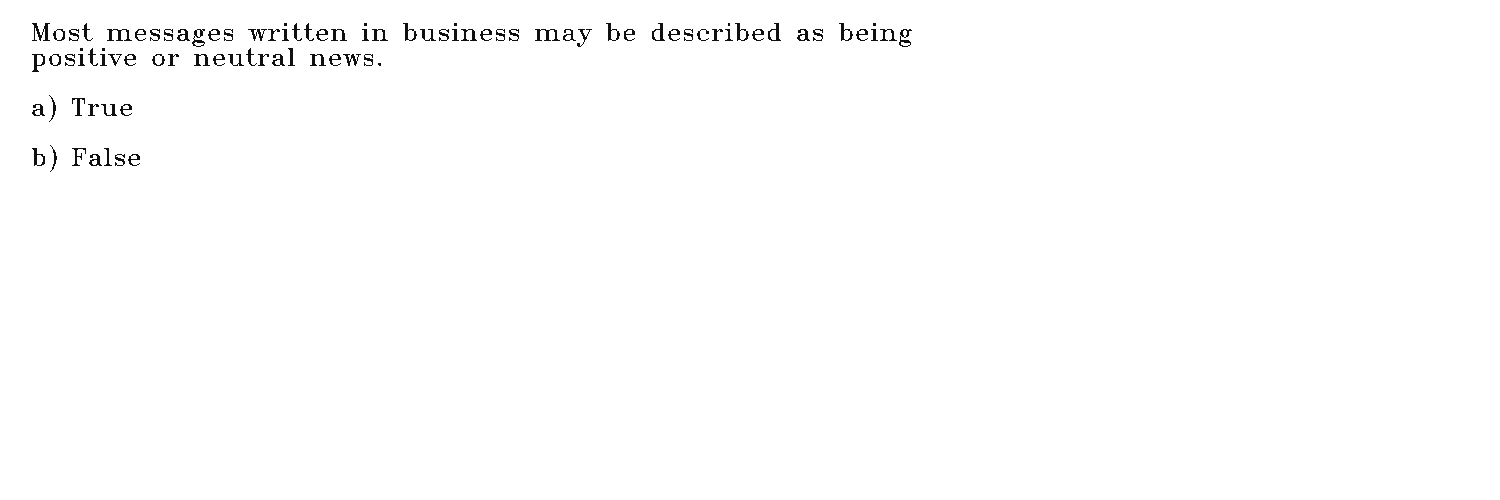 Most messages written in business may be described as being
positive or neutral news.
a) True
b) False